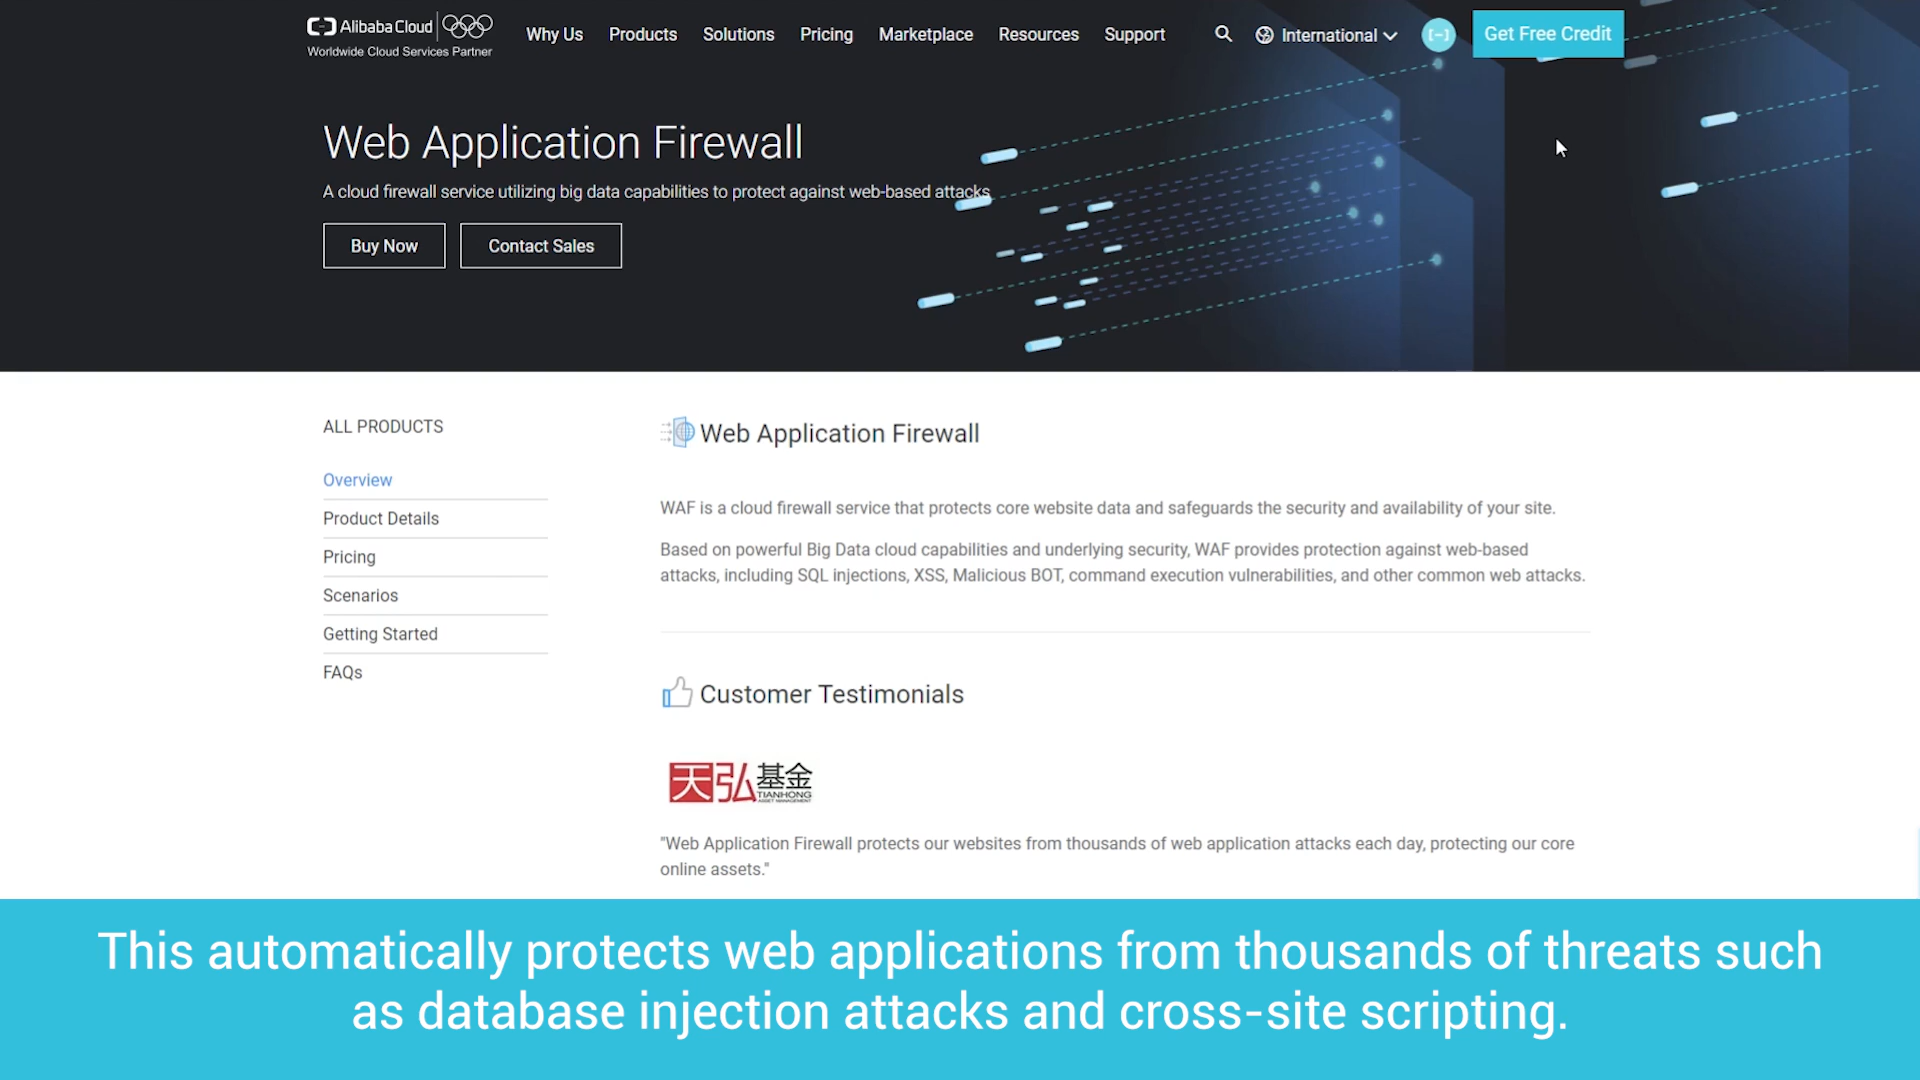 Alibaba Cloud
Worldwide Cloud Services Partner
Why Us Products Solutions Pricing Marketplace Resources Support International Get Free Credit
Web Application Firewall
A cloud firewall service utilizing big data capabilities to protect against web-based attacks
Buy Now Contact Sales
ALL PRODUCTS
Overview
Product Details
Pricing
Scenarios
Getting Started
FAQs
Web Application Firewall
WAF is a cloud firewall service that protects core website data and safeguards the security and availability of your site.
Based on powerful Big Data cloud capabilities and underlying security, WAF provides protection against web-based
attacks, including SQL injections, XSS, Malicious BOT, command execution vulnerabilities, and other common web attacks.
Customer Testimonials
天弘基金
TIANHONG
ASSET MANAGEMENT
"Web Application Firewall protects our websites from thousands of web application attacks each day, protecting our core
online assets."
This automatically protects web applications from thousands of threats such
as database injection attacks and cross-site scripting.